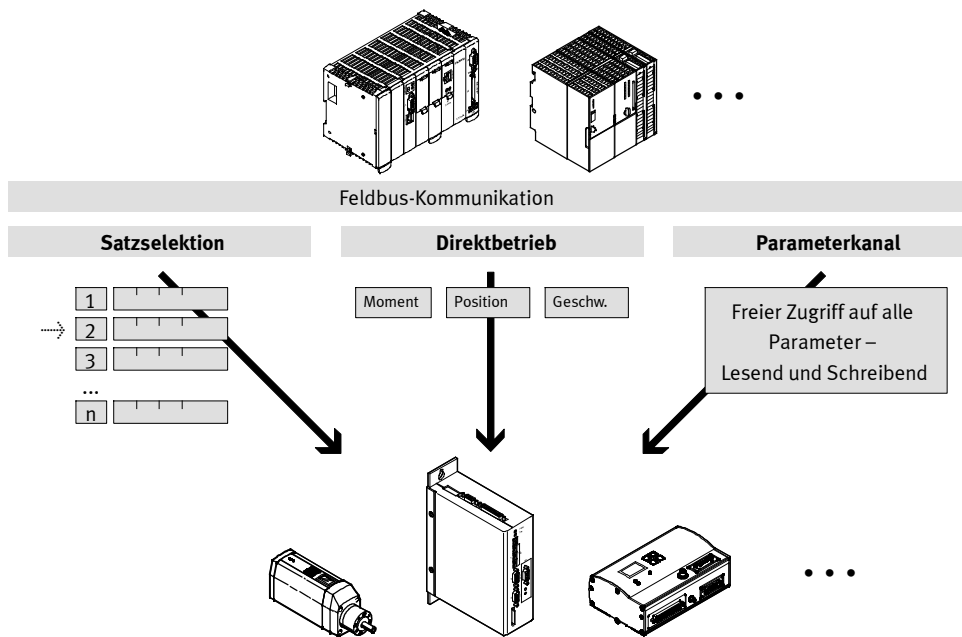 Feldbus-Kommunikation
Satzselektion
Direktbetrieb
Parameterkanal
1
2
3
...
n
Moment
Position
Geschw.
Freier Zugriff auf alle
Parameter –
Lesend und Schreibend